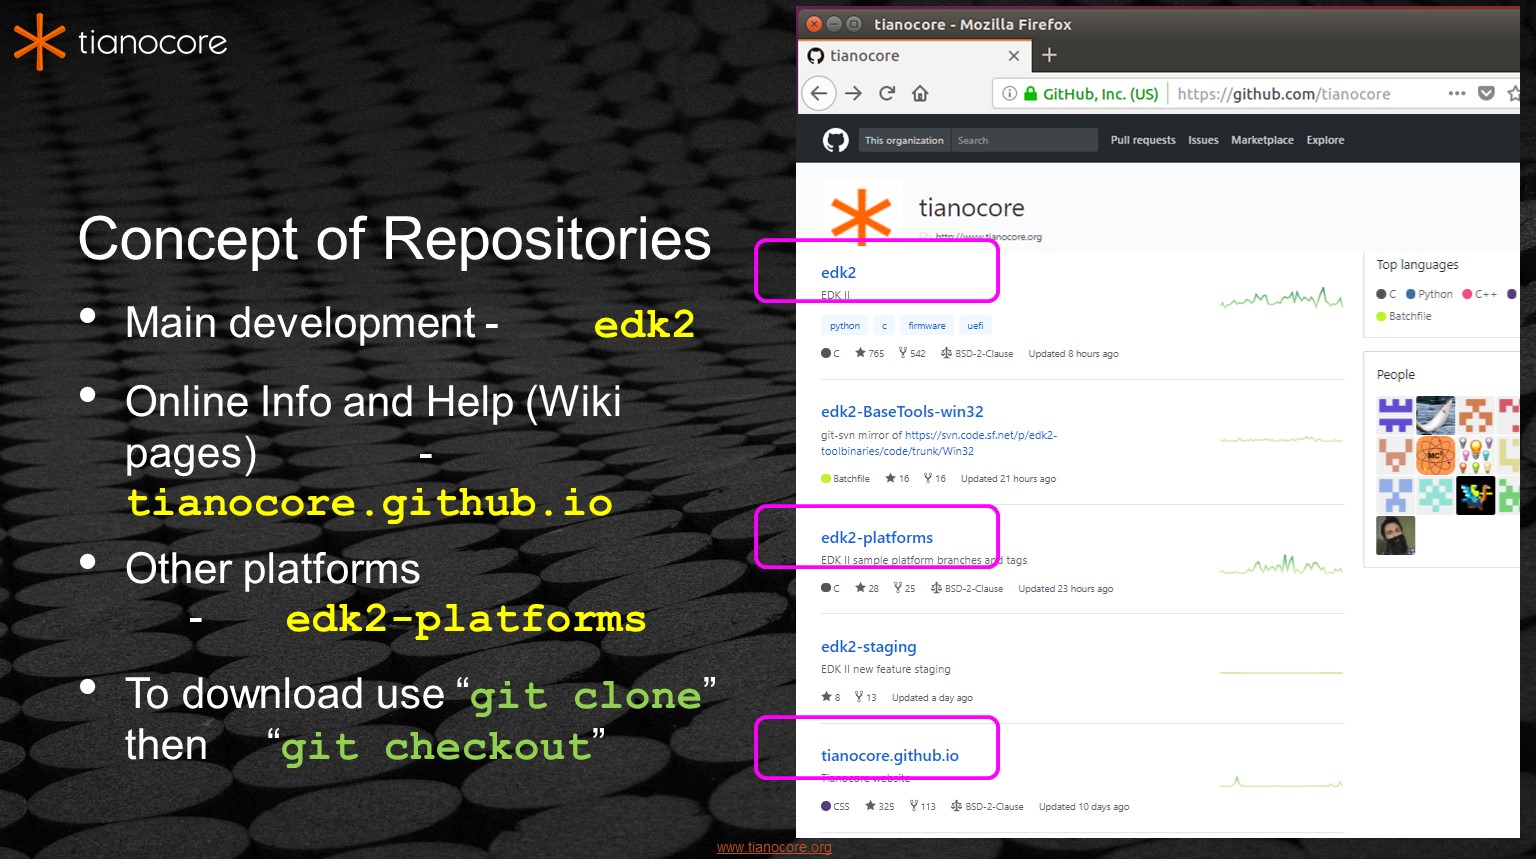 tianocore
Concept of Repositories
• Main development - edk2
• Online Info and Help (Wiki
pages) -
tianocore.github.io
• Other platforms
- edk2-platforms
• To download use “git clone”
then “git checkout”
tianocore - Mozilla Firefox
tianocore
GitHub, Inc. (US) https://github.com/tianocore
This organization Search Pull requests Issues Marketplace Explore
tianocore
http://www.tianocore.org
edk2
EDK II
python c firmware uefi
C 765 542 BSD-2-Clause Updated 8 hours ago
edk2-BaseTools-win32
git-svn mirror of https://svn.code.sf.net/p/edk2-
toolbinaries/code/trunk/Win32
Batchfile 16 16 Updated 21 hours ago
edk2-platforms
EDK II sample platform branches and tags
C 28 25 BSD-2-Clause Updated 23 hours ago
edk2-staging
EDK II new feature staging
8 13 Updated a day ago
tianocore.github.io
Tianocore website
CSS 325 113 BSD-2-Clause Updated 10 days ago
Top languages
C Python C++
Batchfile
People
MC²
www.tianocore.org